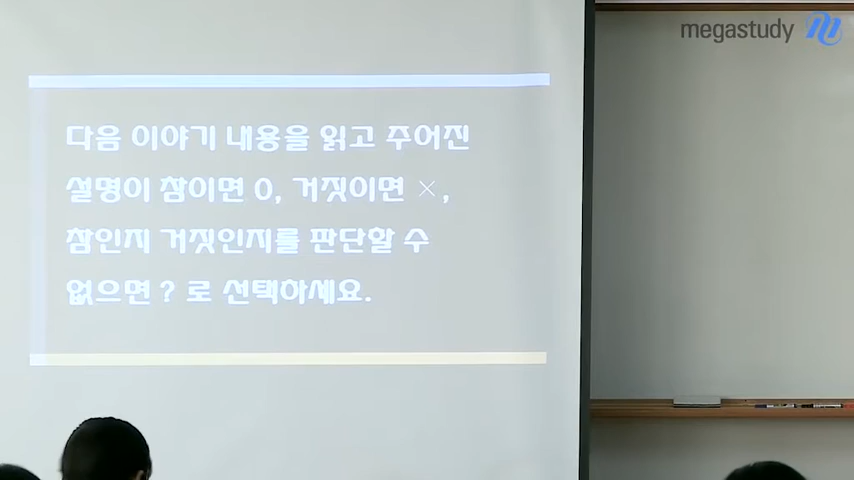 megastudy
다음 이야기 내용을 읽고 주어진
설명이 참이면 O, 거짓이면 ×,
참인지 거짓인지를 판단할 수
없으면 ? 로 선택하세요.